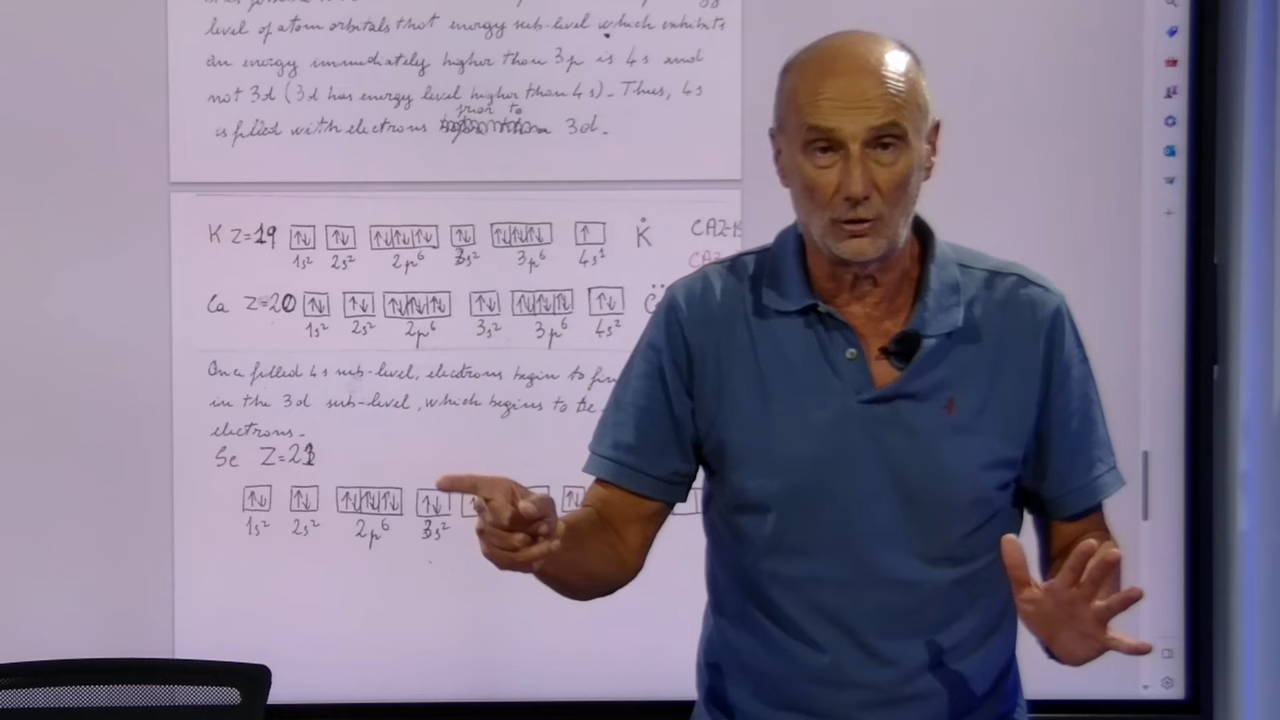 level of atom orbitals that energy sub-level which exhibits
an energy immediately higher than 3p is 4s and
not 3d (3d has energy level higher than 4s). Thus, 4s
prior to
is filled with electrons 3d.
K Z=19 ↑↓ ↑↓ ↑↓↑↓↑↓ ↑↓ ↑↓↑↓↑↓ ↑ K̇
1s² 2s² 2p⁶ 3s² 3p⁶ 4s¹
Ca Z=20 ↑↓ ↑↓ ↑↓↑↓↑↓ ↑↓ ↑↓↑↓↑↓ ↑↓
1s² 2s² 2p⁶ 3s² 3p⁶ 4s²
Once filled 4s sub-level, electrons begin to
in the 3d sub-level, which begins to be
electrons.
Sc Z=21
↑↓ ↑↓ ↑↓↑↓↑↓ ↑↓ ↑↓
1s² 2s² 2p⁶ 3s²